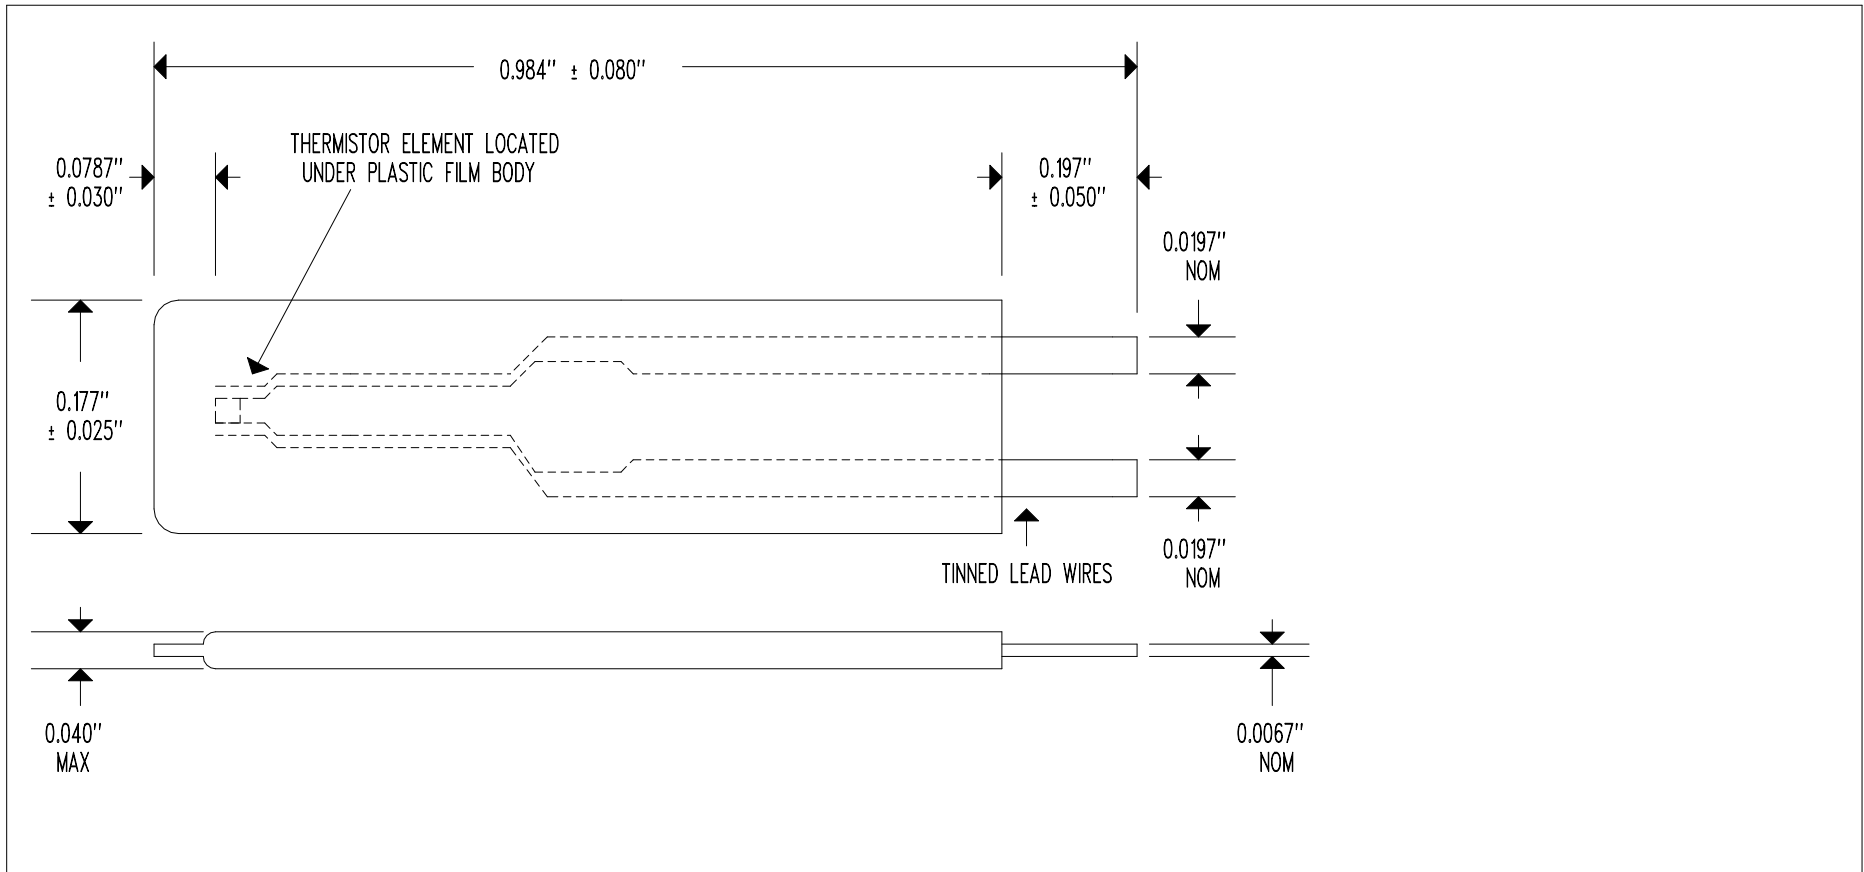 0.984" ± 0.080"
THERMISTOR ELEMENT LOCATED
UNDER PLASTIC FILM BODY
0.0787"
± 0.030"
0.197"
± 0.050"
0.0197"
NOM
0.177"
± 0.025"
0.0197"
NOM
TINNED LEAD WIRES
0.040"
MAX
0.0067"
NOM